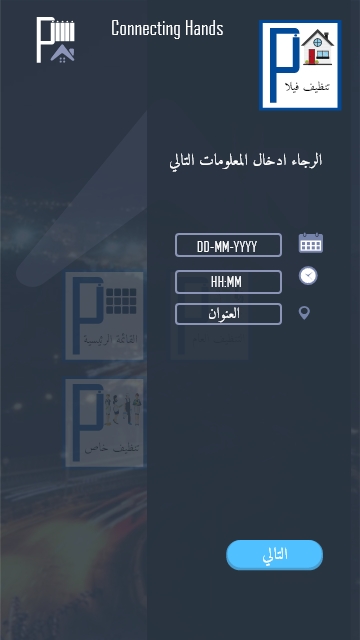 Connecting Hands
تنظيف فيلا
الرجاء ادخال المعلومات التالي
DD-MM-YYYY
HH:MM
العنوان
القائمة الرئيسية
تنظيف خاص
التالي